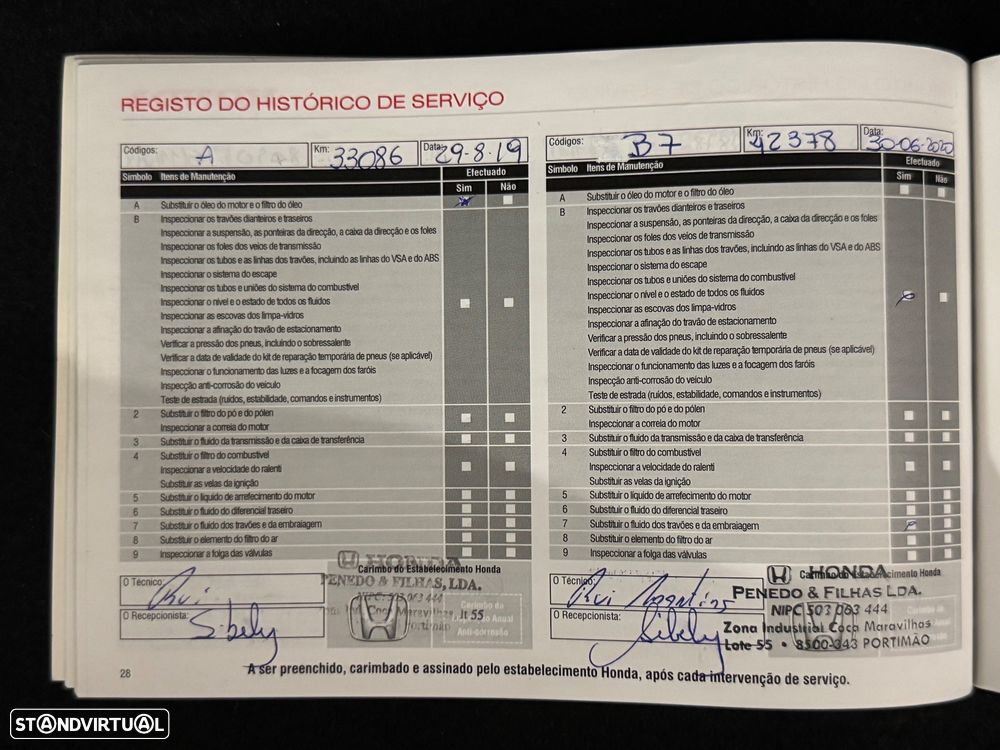 REGISTO DO HISTÓRICO DE SERVIÇO
Códigos: A Km: 33086 Data: 29-8-19
Efectuado
Símbolo Itens de Manutenção Sim Não
A Substituir o óleo do motor e o filtro do óleo
B Inspeccionar os travões dianteiros e traseiros
Inspeccionar a suspensão, as ponteiras da direcção, a caixa da direcção e os foles
Inspeccionar os foles dos veios de transmissão
Inspeccionar os tubos e as linhas dos travões, incluindo as linhas do VSA e do ABS
Inspeccionar o sistema do escape
Inspeccionar os tubos e uniões do sistema do combustível
Inspeccionar o nível e o estado de todos os fluidos
Inspeccionar as escovas dos limpa-vidros
Inspeccionar a afinação do travão de estacionamento
Verificar a pressão dos pneus, incluindo o sobressalente
Verificar a data de validade do kit de reparação temporária de pneus (se aplicável)
Inspeccionar o funcionamento das luzes e a focagem dos faróis
Inspecção anti-corrosão do veículo
Teste de estrada (ruídos, estabilidade, comandos e instrumentos)
2 Substituir o filtro do pó e do pólen
Inspeccionar a correia do motor
3 Substituir o fluido da transmissão e da caixa de transferência
4 Substituir o filtro do combustível
Inspeccionar a velocidade do ralenti
Substituir as velas da ignição
5 Substituir o líquido de arrefecimento do motor
6 Substituir o fluido do diferencial traseiro
7 Substituir o fluido dos travões e da embraiagem
8 Substituir o elemento do filtro do ar
9 Inspeccionar a folga das válvulas
HONDA
Carimbo do Estabelecimento Honda
PENEDO & FILHAS, LDA.
NIPC 503 063 444
Coca Maravilhas, lt 55
Portimão
O Técnico: Rui
O Recepcionista: Sibely
Carimbo da
Anual
Anti-corrosão
Códigos: B7 Km: 42378 Data: 30-06-2020
Efectuado
Símbolo Itens de Manutenção Sim Não
A Substituir o óleo do motor e o filtro do óleo
B Inspeccionar os travões dianteiros e traseiros
Inspeccionar a suspensão, as ponteiras da direcção, a caixa da direcção e os foles
Inspeccionar os foles dos veios de transmissão
Inspeccionar os tubos e as linhas dos travões, incluindo as linhas do VSA e do ABS
Inspeccionar o sistema do escape
Inspeccionar os tubos e uniões do sistema do combustível
Inspeccionar o nível e o estado de todos os fluidos
Inspeccionar as escovas dos limpa-vidros
Inspeccionar a afinação do travão de estacionamento
Verificar a pressão dos pneus, incluindo o sobressalente
Verificar a data de validade do kit de reparação temporária de pneus (se aplicável)
Inspeccionar o funcionamento das luzes e a focagem dos faróis
Inspecção anti-corrosão do veículo
Teste de estrada (ruídos, estabilidade, comandos e instrumentos)
2 Substituir o filtro do pó e do pólen
Inspeccionar a correia do motor
3 Substituir o fluido da transmissão e da caixa de transferência
4 Substituir o filtro do combustível
Inspeccionar a velocidade do ralenti
Substituir as velas da ignição
5 Substituir o líquido de arrefecimento do motor
6 Substituir o fluido do diferencial traseiro
7 Substituir o fluido dos travões e da embraiagem
8 Substituir o elemento do filtro do ar
9 Inspeccionar a folga das válvulas
HONDA
Carimbo do Estabelecimento Honda
O Técnico: Rui
PENEDO & FILHAS LDA.
NIPC 503 063 444
O Recepcionista: Sibely
Zona Industrial Coca Maravilhas
Lote 55 • 8500-343 PORTIMÃO
28
A ser preenchido, carimbado e assinado pelo estabelecimento Honda, após cada intervenção de serviço.
STANDVIRTUAL